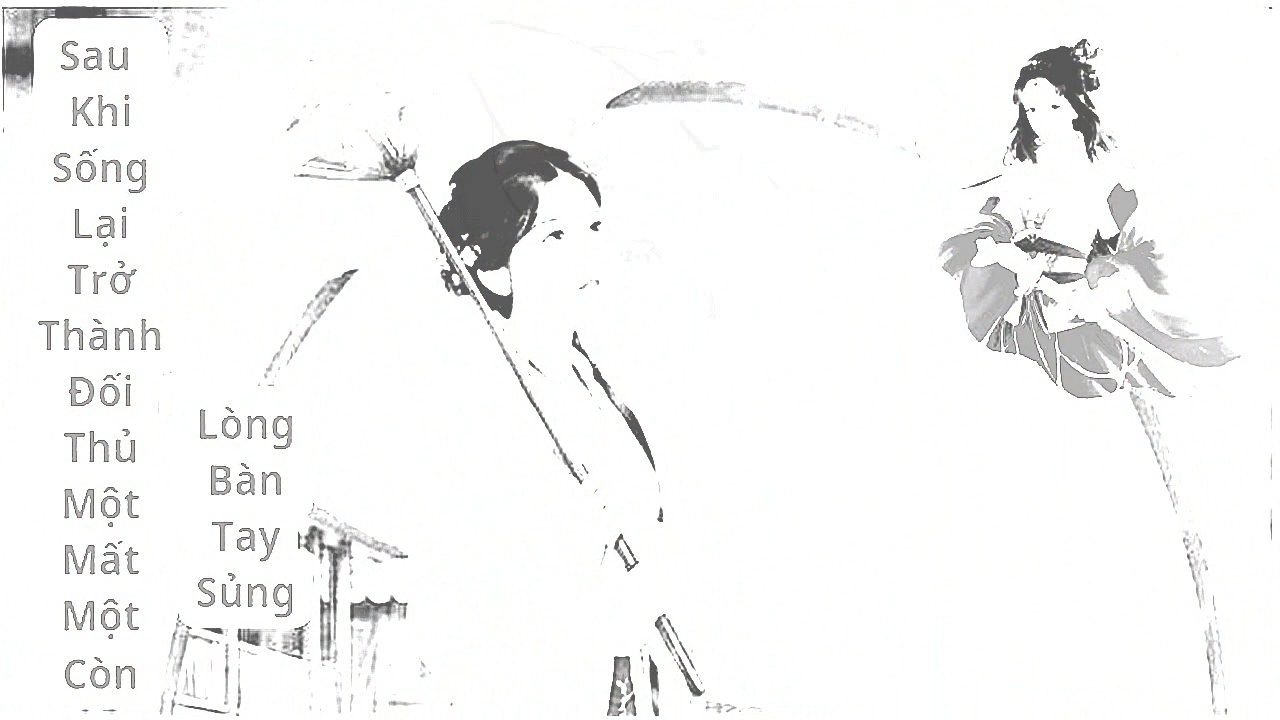 Sau
Khi
Sống
Lại
Trở
Thành
Đối
Thủ
Một
Mất
Một
Còn
Lòng
Bàn
Tay
Sủng